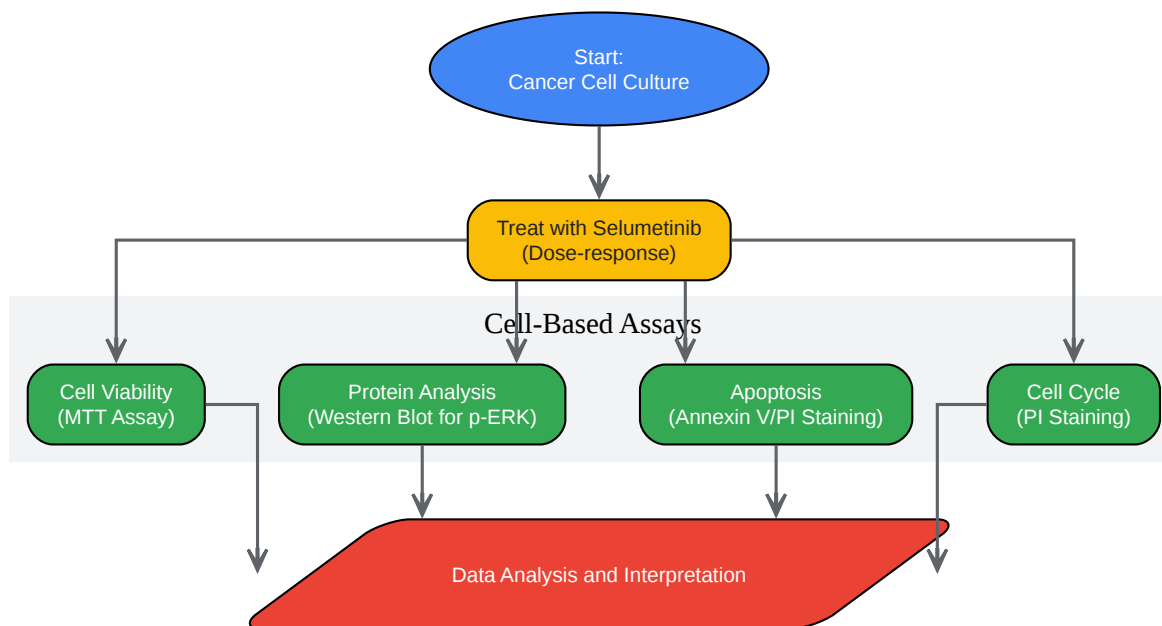 Start:
Cancer Cell Culture
Treat with Selumetinib
(Dose-response)
Cell-Based Assays
Cell Viability
(MTT Assay)
Protein Analysis
(Western Blot for p-ERK)
Apoptosis
(Annexin V/PI Staining)
Cell Cycle
(PI Staining)
Data Analysis and Interpretation